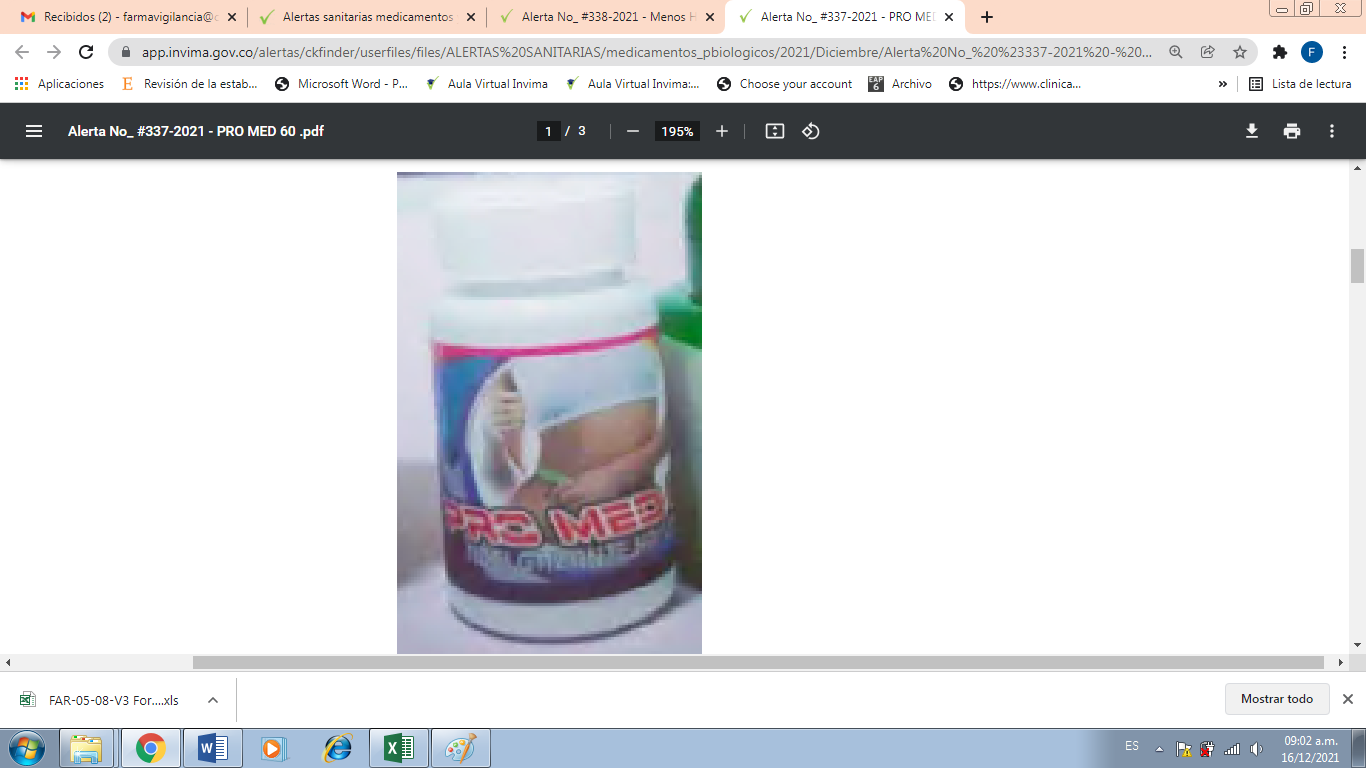 Recibidos (2) - farmavigilancia@c
Alertas sanitarias medicamentos
Alerta No_ #338-2021 - Menos H
Alerta No_ #337-2021 - PRO MED
app.invima.gov.co/alertas/ckfinder/userfiles/files/ALERTAS%20SANITARIAS/medicamentos_pbiologicos/2021/Diciembre/Alerta%20No_%20%23337-2021%20-%20...
F
Aplicaciones
Revisión de la estab...
Microsoft Word - P...
Aula Virtual Invima
Aula Virtual Invima:...
Choose your account
EAP 6
Archivo
https://www.clinica...
»
Lista de lectura
Alerta No_ #337-2021 - PRO MED 60 .pdf
1 / 3
195%
PRO MED
FAR-05-08-V3 For....xls
Mostrar todo
ES
09:02 a.m.
16/12/2021